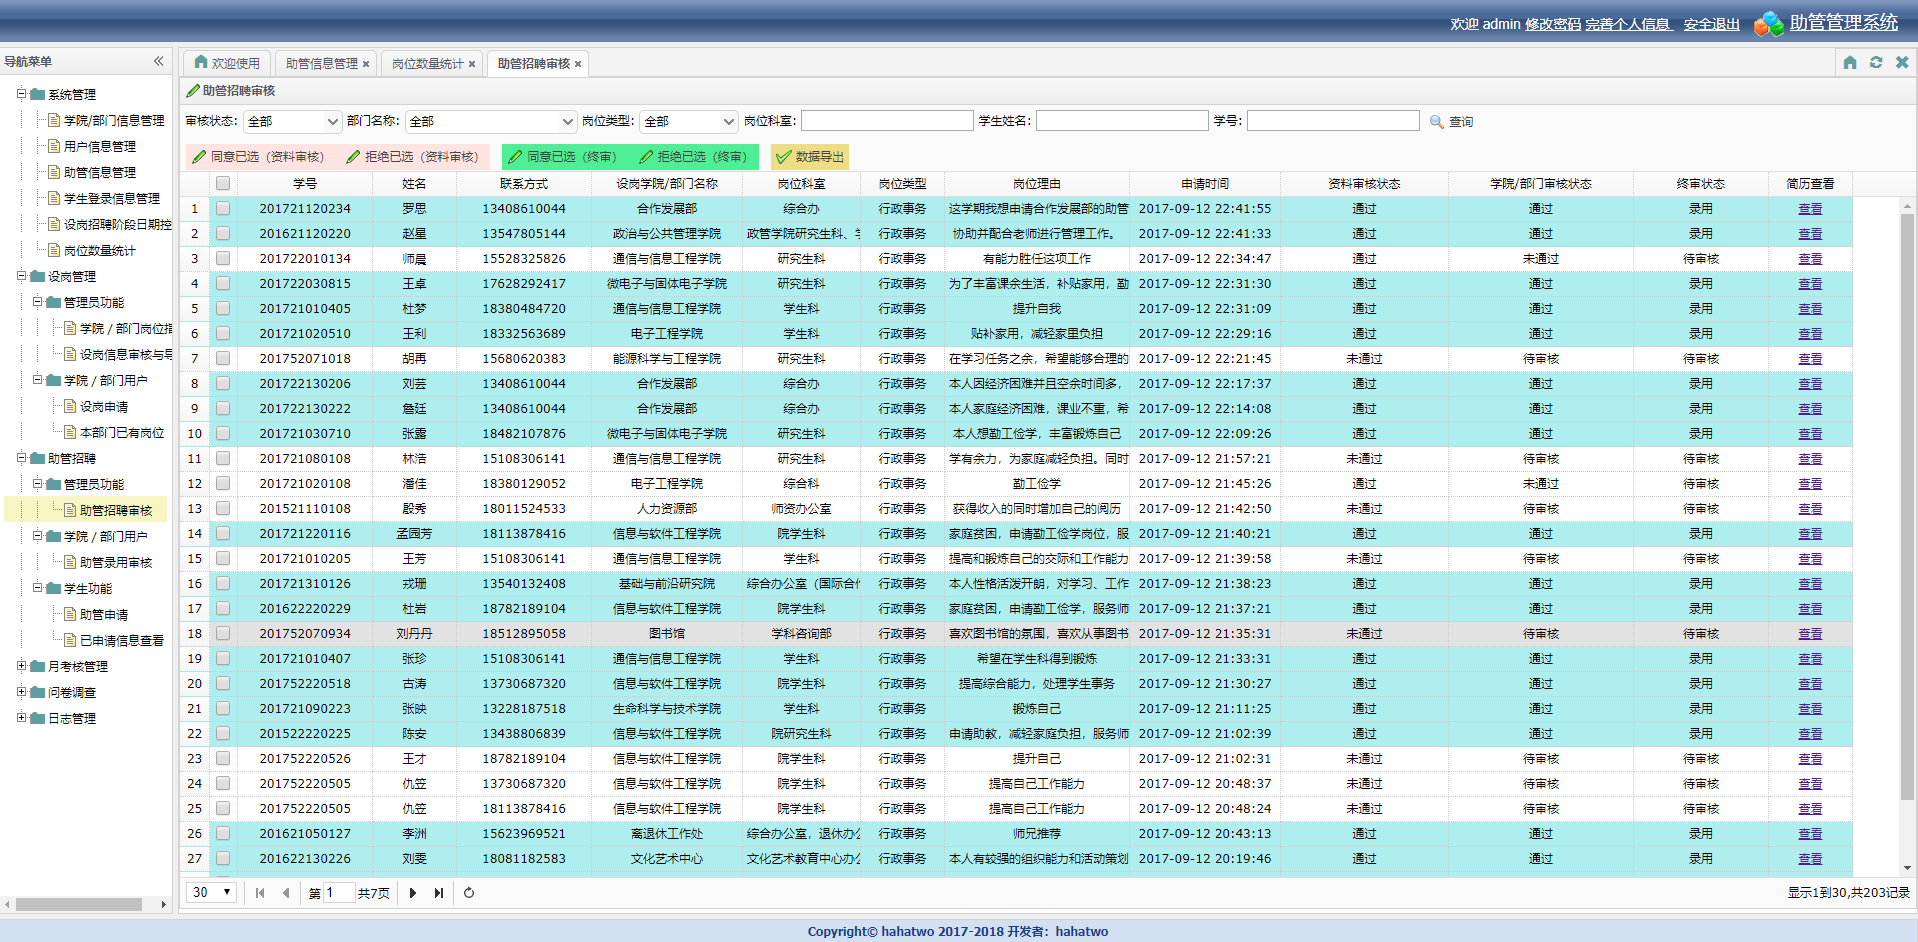 欢迎 admin 修改密码 完善个人信息 安全退出 助管管理系统
导航菜单
系统管理
学院/部门信息管理
用户信息管理
助管信息管理
学生登录信息管理
设岗招聘阶段日期控
岗位数量统计
设岗管理
管理员功能
学院 / 部门岗位指
设岗信息审核与导
学院 / 部门用户
设岗申请
本部门已有岗位
助管招聘
管理员功能
助管招聘审核
学院 / 部门用户
助管录用审核
学生功能
助管申请
已申请信息查看
月考核管理
问卷调查
日志管理
欢迎使用 助管信息管理 岗位数量统计 助管招聘审核
助管招聘审核
审核状态: 全部 部门名称: 全部 岗位类型: 全部 岗位科室: 学生姓名: 学号: 查询
同意已选（资料审核） 拒绝已选（资料审核） 同意已选（终审） 拒绝已选（终审） 数据导出
学号 姓名 联系方式 设岗学院/部门名称 岗位科室 岗位类型 岗位理由 申请时间 资料审核状态 学院/部门审核状态 终审状态 简历查看
1 201721120234 罗思 13408610044 合作发展部 综合办 行政事务 这学期我想申请合作发展部的助管 2017-09-12 22:41:55 通过 通过 录用 查看
2 201621120220 赵星 13547805144 政治与公共管理学院 政管学院研究生科、学 行政事务 协助并配合老师进行管理工作。 2017-09-12 22:41:33 通过 通过 录用 查看
3 201722010134 师晨 15528325826 通信与信息工程学院 研究生科 行政事务 有能力胜任这项工作 2017-09-12 22:34:47 通过 未通过 待审核 查看
4 201722030815 王卓 17628292417 微电子与固体电子学院 研究生科 行政事务 为了丰富课余生活，补贴家用，勤 2017-09-12 22:31:30 通过 通过 录用 查看
5 201721010405 杜梦 18380484720 通信与信息工程学院 学生科 行政事务 提升自我 2017-09-12 22:31:09 通过 通过 录用 查看
6 201721020510 王利 18332563689 电子工程学院 学生科 行政事务 贴补家用，减轻家里负担 2017-09-12 22:29:16 通过 通过 录用 查看
7 201752071018 胡再 15680620383 能源科学与工程学院 研究生科 行政事务 在学习任务之余，希望能够合理的 2017-09-12 22:21:45 未通过 待审核 待审核 查看
8 201722130206 刘芸 13408610044 合作发展部 综合办 行政事务 本人因经济困难并且空余时间多， 2017-09-12 22:17:37 通过 通过 录用 查看
9 201722130222 詹廷 13408610044 合作发展部 综合办 行政事务 本人家庭经济困难，课业不重，希 2017-09-12 22:14:08 通过 通过 录用 查看
10 201721030710 张露 18482107876 微电子与固体电子学院 研究生科 行政事务 本人想勤工俭学，丰富锻炼自己 2017-09-12 22:09:26 通过 通过 录用 查看
11 201721080108 林浩 15108306141 通信与信息工程学院 研究生科 行政事务 学有余力，为家庭减轻负担。同时 2017-09-12 21:57:21 未通过 待审核 待审核 查看
12 201721020108 潘佳 18380129052 电子工程学院 综合科 行政事务 勤工俭学 2017-09-12 21:45:26 通过 未通过 待审核 查看
13 201521110108 殷秀 18011524533 人力资源部 师资办公室 行政事务 获得收入的同时增加自己的阅历 2017-09-12 21:42:50 未通过 待审核 待审核 查看
14 201721220116 孟园芳 18113878416 信息与软件工程学院 院学生科 行政事务 家庭贫困，申请勤工俭学岗位，服 2017-09-12 21:40:21 通过 通过 录用 查看
15 201721010205 王芳 15108306141 通信与信息工程学院 学生科 行政事务 提高和锻炼自己的交际和工作能力 2017-09-12 21:39:58 未通过 待审核 待审核 查看
16 201721310126 戎珊 13540132408 基础与前沿研究院 综合办公室（国际合作 行政事务 本人性格活泼开朗，对学习、工作 2017-09-12 21:38:23 通过 通过 录用 查看
17 201622220229 杜岩 18782189104 信息与软件工程学院 院学生科 行政事务 家庭贫困，申请勤工俭学，服务师 2017-09-12 21:37:21 通过 通过 录用 查看
18 201752070934 刘丹丹 18512895058 图书馆 学科咨询部 行政事务 喜欢图书馆的氛围，喜欢从事图书 2017-09-12 21:35:31 未通过 待审核 待审核 查看
19 201721010407 张珍 15108306141 通信与信息工程学院 学生科 行政事务 希望在学生科得到锻炼 2017-09-12 21:33:31 通过 通过 录用 查看
20 201752220518 古涛 13730687320 信息与软件工程学院 院学生科 行政事务 提高综合能力，处理学生事务 2017-09-12 21:30:27 通过 通过 录用 查看
21 201721090223 张映 13228187518 生命科学与技术学院 学生科 行政事务 锻炼自己 2017-09-12 21:11:25 通过 通过 录用 查看
22 201522220225 陈安 13438806839 信息与软件工程学院 院研究生科 行政事务 申请助教，减轻家庭负担，服务师 2017-09-12 21:02:39 通过 通过 录用 查看
23 201752220526 王才 18782189104 信息与软件工程学院 院学生科 行政事务 提升自己 2017-09-12 21:02:31 未通过 待审核 待审核 查看
24 201752220505 仇笠 13730687320 信息与软件工程学院 院学生科 行政事务 提高自己工作能力 2017-09-12 20:48:37 未通过 待审核 待审核 查看
25 201752220505 仇笠 18113878416 信息与软件工程学院 院学生科 行政事务 提高自己工作能力 2017-09-12 20:48:24 未通过 待审核 待审核 查看
26 201621050127 李洲 15623969521 离退休工作处 综合办公室，退休办公 行政事务 师兄推荐 2017-09-12 20:43:13 通过 通过 录用 查看
27 201622130226 刘雯 18081182583 文化艺术中心 文化艺术教育中心办公 行政事务 本人有较强的组织能力和活动策划 2017-09-12 20:19:46 通过 通过 录用 查看
30 第 1 共7页 显示1到30,共203记录
Copyright© hahatwo 2017-2018 开发者：hahatwo